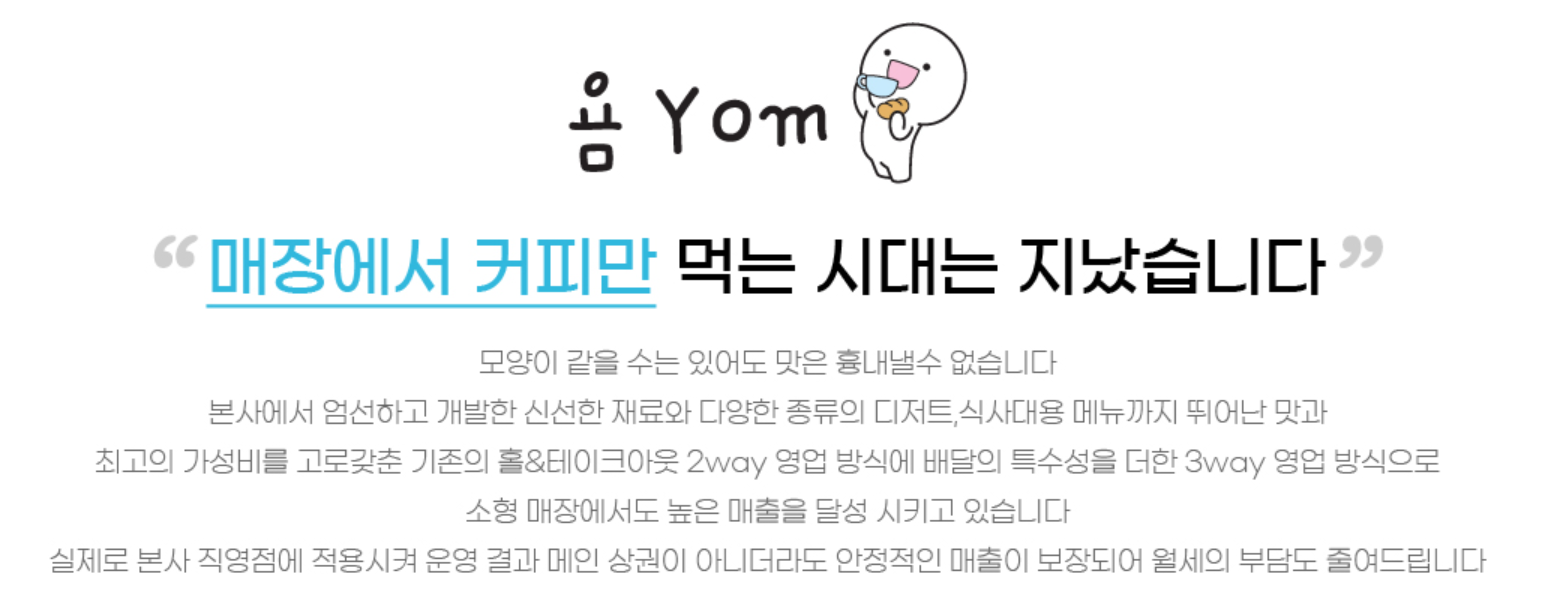 욤 Yom
“매장에서 커피만 먹는 시대는 지났습니다”
모양이 같을 수는 있어도 맛은 흉내낼수 없습니다
본사에서 엄선하고 개발한 신선한 재료와 다양한 종류의 디저트,식사대용 메뉴까지 뛰어난 맛과
최고의 가성비를 고로갖춘 기존의 홀&테이크아웃 2way 영업 방식에 배달의 특수성을 더한 3way 영업 방식으로
소형 매장에서도 높은 매출을 달성 시키고 있습니다
실제로 본사 직영점에 적용시켜 운영 결과 메인 상권이 아니더라도 안정적인 매출이 보장되어 월세의 부담도 줄여드립니다